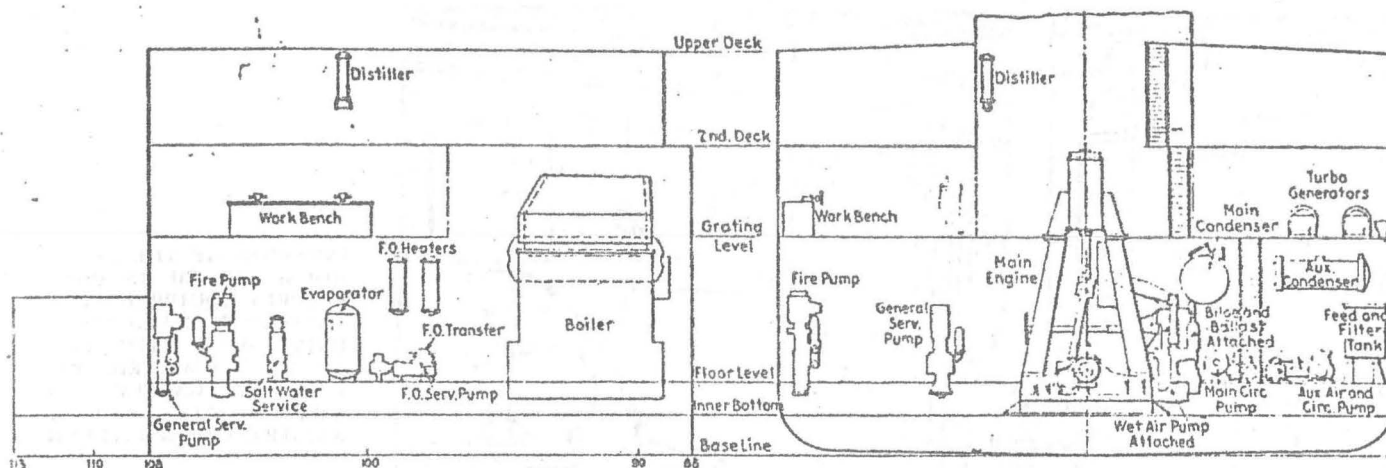 Upper Deck
Distiller
Distiller
2nd. Deck
Work Bench
Grating
Level
Work Bench
Turbo
Generators
Main
Condenser
F.O. Heaters
Fire Pump
Evaporator
Boiler
F.O. Transfer
Salt Water
Service
F.O. Serv. Pump
General Serv.
Pump
Floor Level
Inner Bottom
Base Line
Fire Pump
General
Serv.
Pump
Main
Engine
Aux.
Condenser
Bilge and
Ballast
Attached
Feed and
Filter
Tank
Main Circ.
Pump
Aux Air and
Circ. Pump
Wet Air Pump
Attached
113 110 108 100 90 88